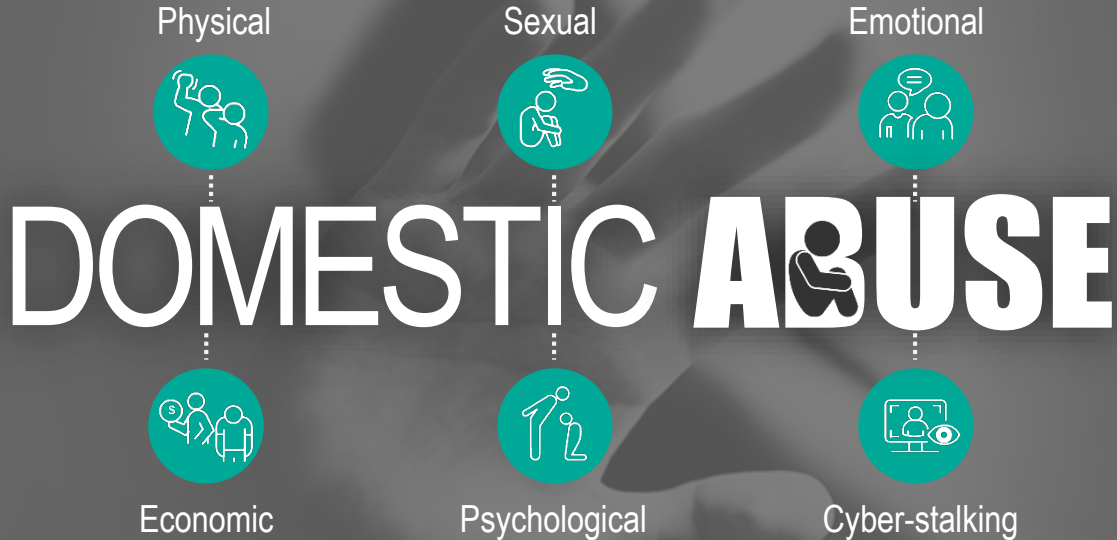 Physical Sexual Emotional
DOMESTIC ABUSE
$
Economic Psychological Cyber-stalking